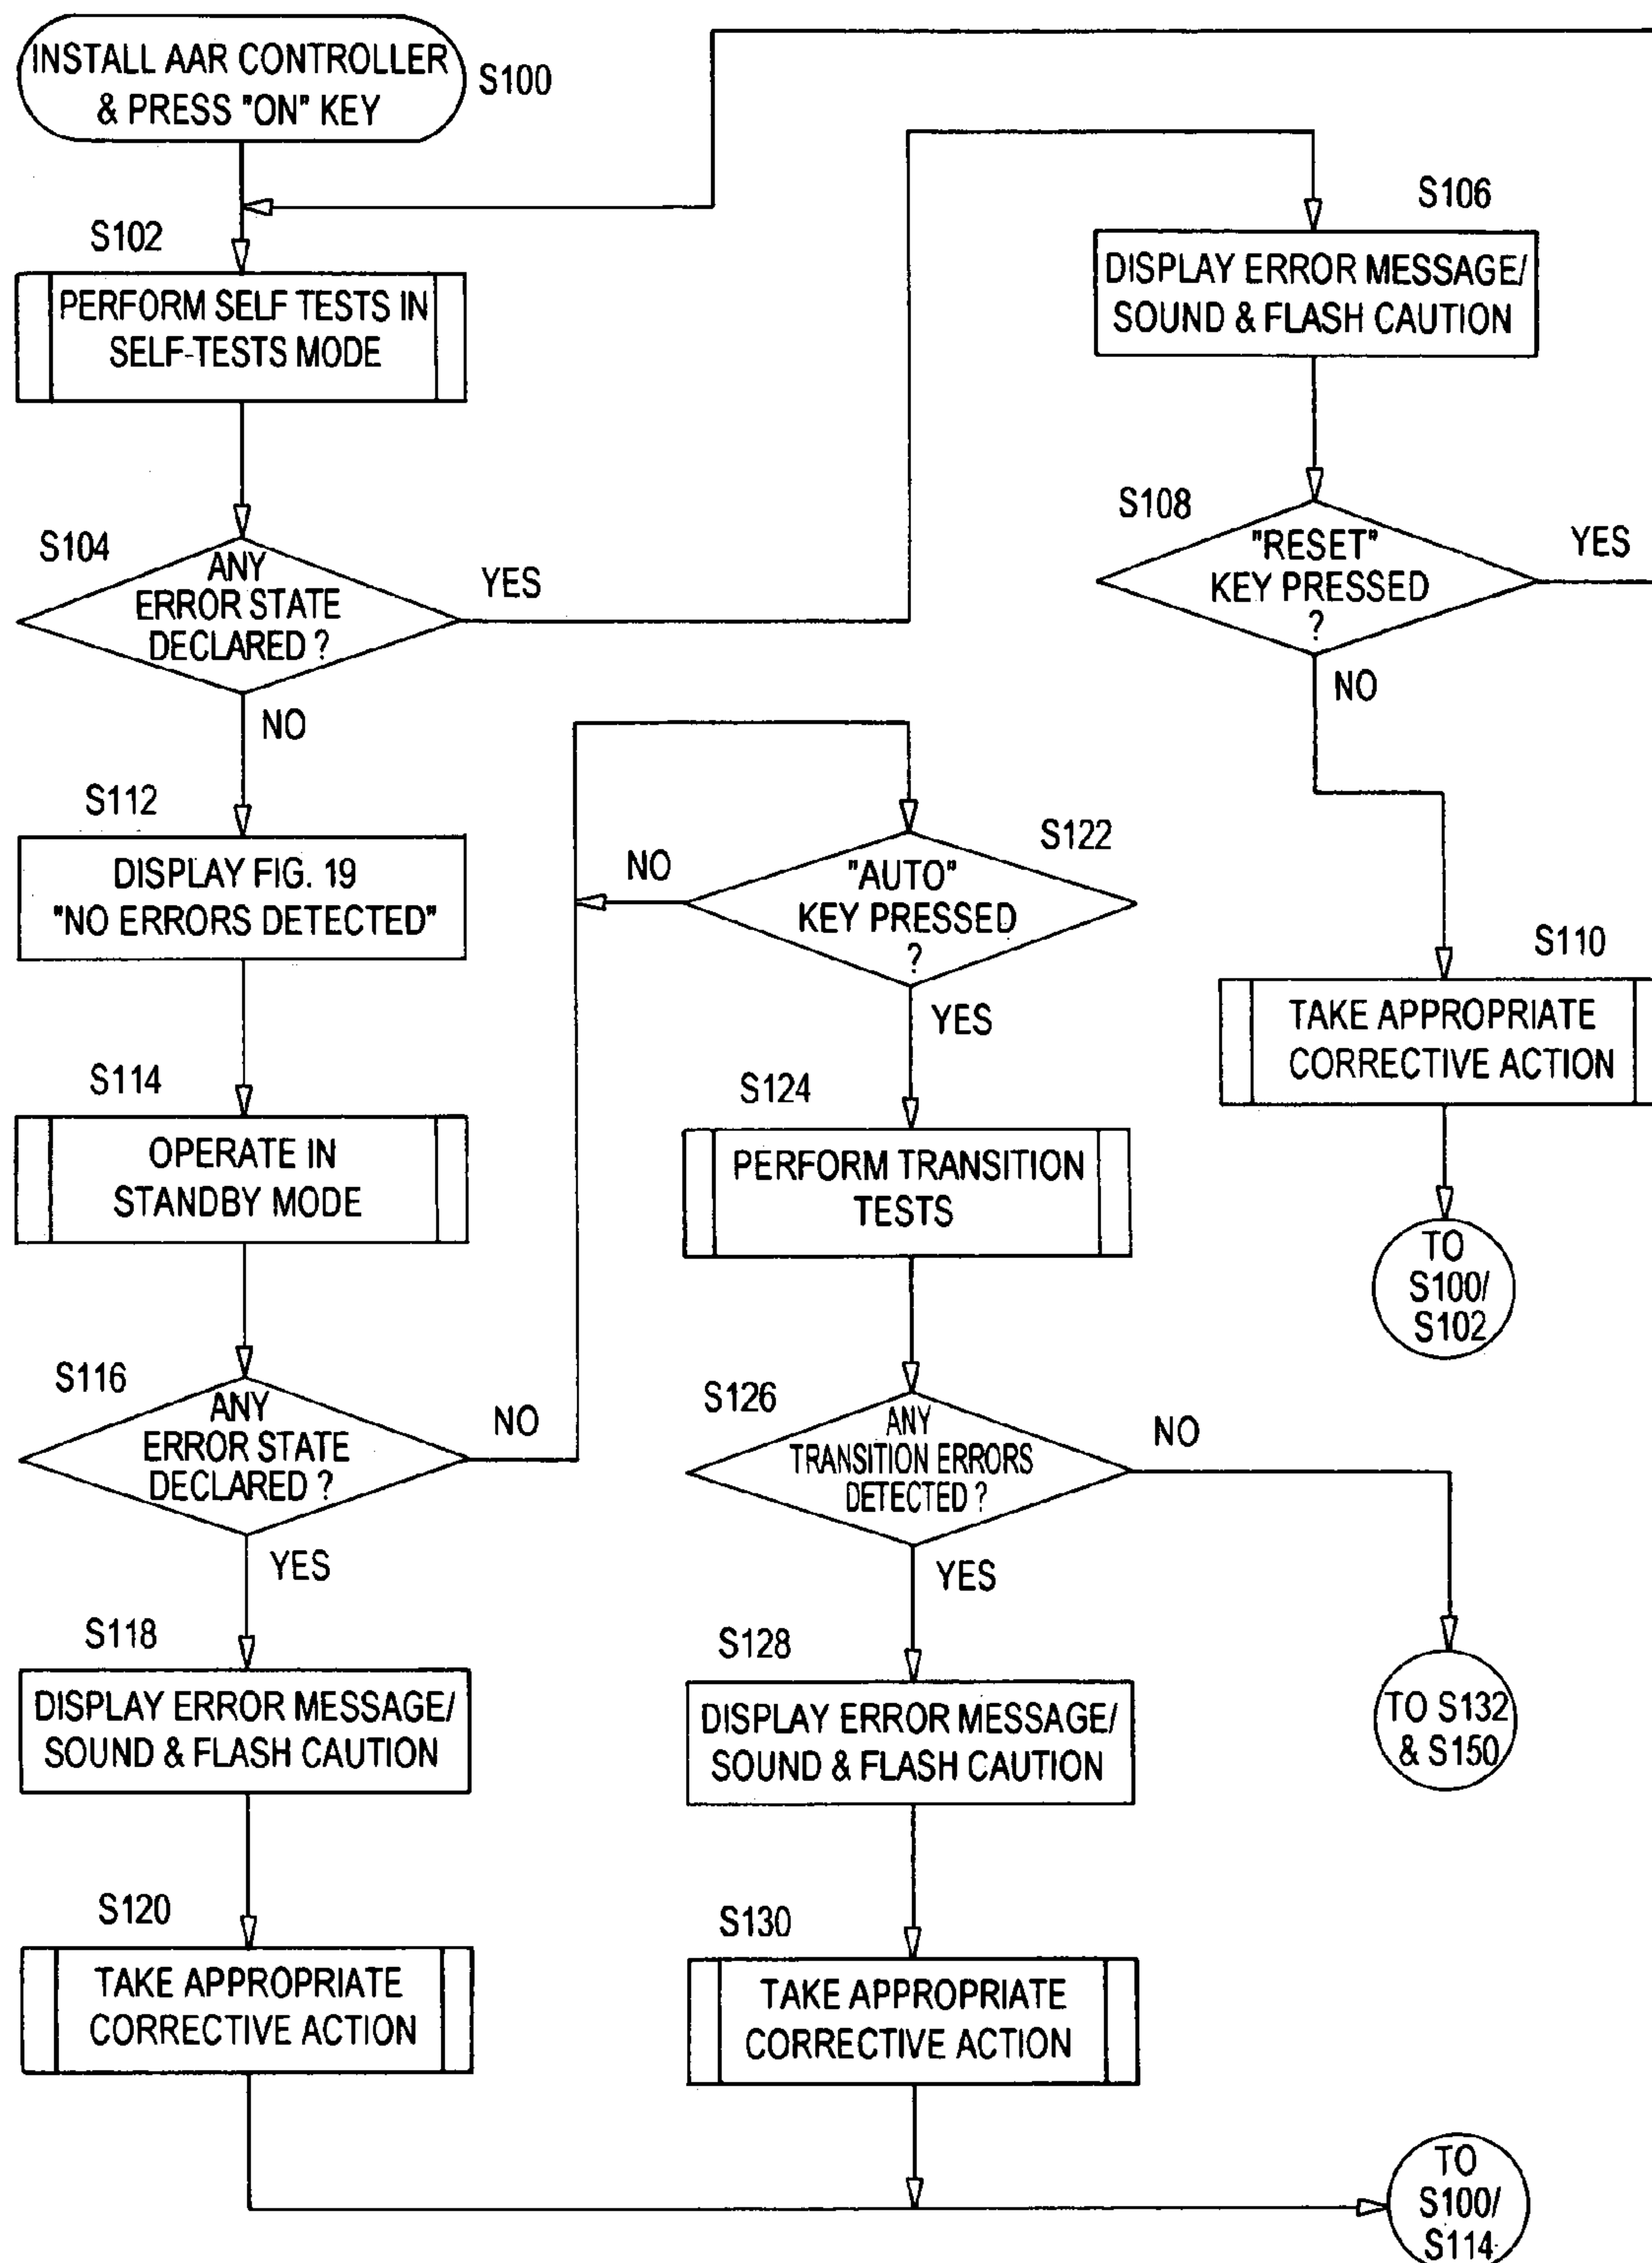 INSTALL AAR CONTROLLER
& PRESS "ON" KEY
S100
S102
PERFORM SELF TESTS IN
SELF-TESTS MODE
S104
ANY
ERROR STATE
DECLARED ?
YES
NO
S106
DISPLAY ERROR MESSAGE/
SOUND & FLASH CAUTION
S108
"RESET"
KEY PRESSED
?
YES
NO
S110
TAKE APPROPRIATE
CORRECTIVE ACTION
TO
S100/
S102
S112
DISPLAY FIG. 19
"NO ERRORS DETECTED"
S114
OPERATE IN
STANDBY MODE
S116
ANY
ERROR STATE
DECLARED ?
NO
YES
S118
DISPLAY ERROR MESSAGE/
SOUND & FLASH CAUTION
S120
TAKE APPROPRIATE
CORRECTIVE ACTION
S122
"AUTO"
KEY PRESSED
?
NO
YES
S124
PERFORM TRANSITION
TESTS
S126
ANY
TRANSITION ERRORS
DETECTED ?
NO
YES
TO S132
& S150
S128
DISPLAY ERROR MESSAGE/
SOUND & FLASH CAUTION
S130
TAKE APPROPRIATE
CORRECTIVE ACTION
TO
S100/
S114